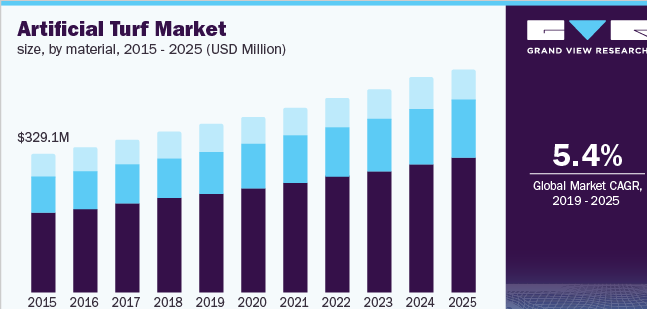 Artificial Turf Market
size, by material, 2015 - 2025 (USD Million)
$329.1M
2015 2016 2017 2018 2019 2020 2021 2022 2023 2024 2025
GRAND VIEW RESEARCH
5.4%
Global Market CAGR,
2019 - 2025